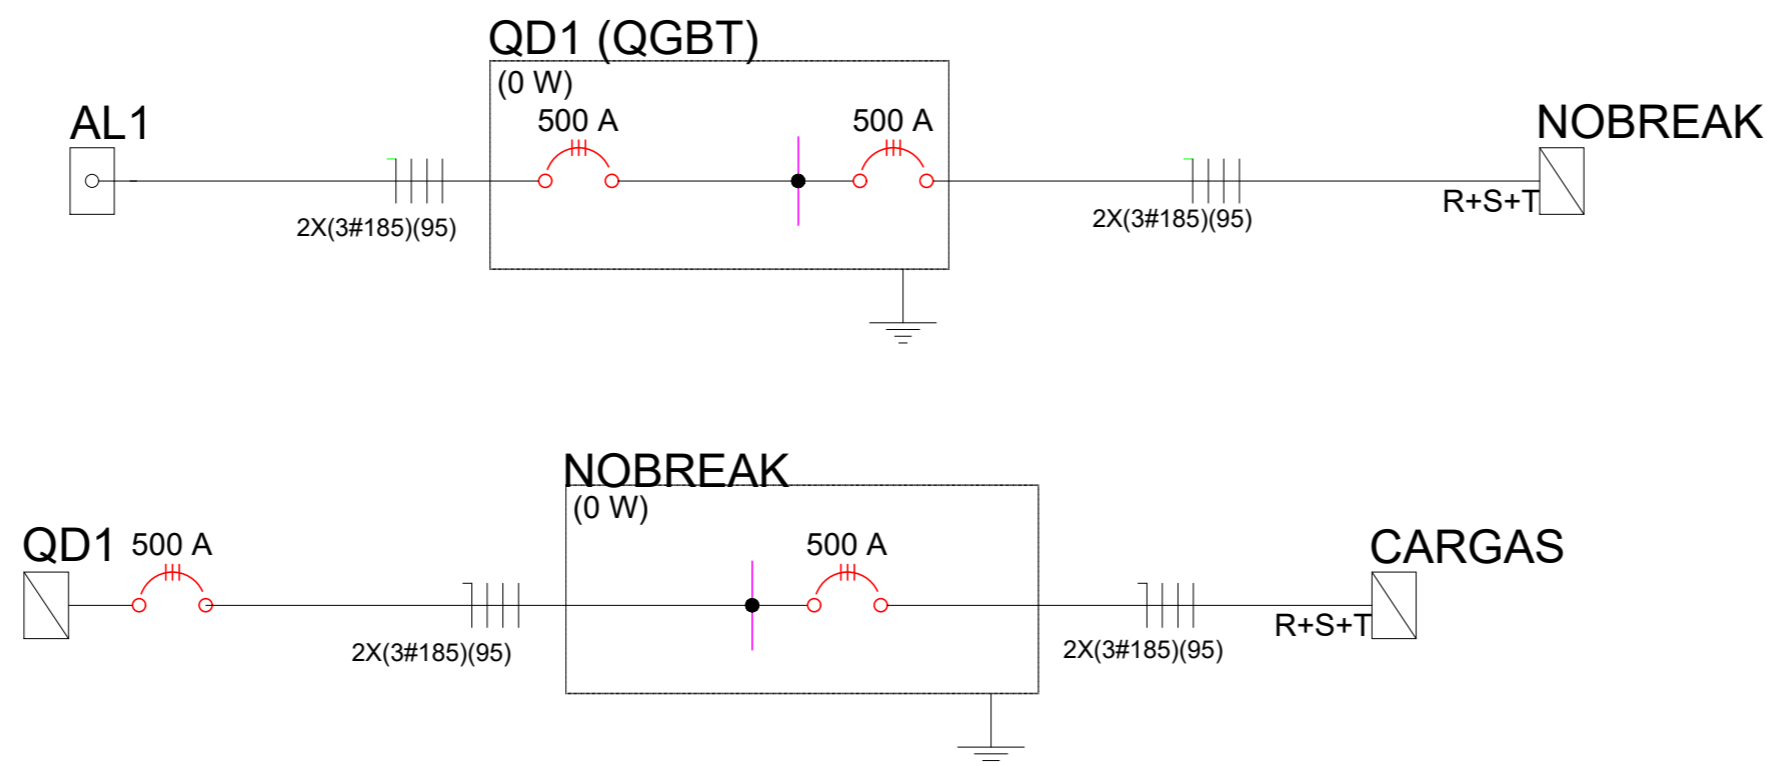 QD1 (QGBT)
(0 W)
AL1
500 A
500 A
NOBREAK
2X(3#185)(95)
2X(3#185)(95)
R+S+T
NOBREAK
(0 W)
QD1
500 A
500 A
CARGAS
2X(3#185)(95)
2X(3#185)(95)
R+S+T